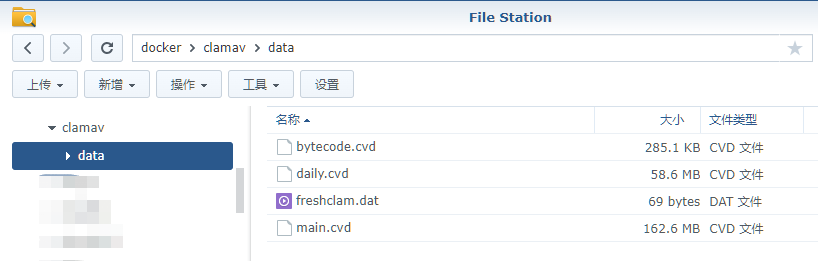 File Station
docker clamav data
上传 新增 操作 工具 设置
名称 大小 文件类型
clamav
data
bytecode.cvd 285.1 KB CVD 文件
daily.cvd 58.6 MB CVD 文件
freshclam.dat 69 bytes DAT 文件
main.cvd 162.6 MB CVD 文件